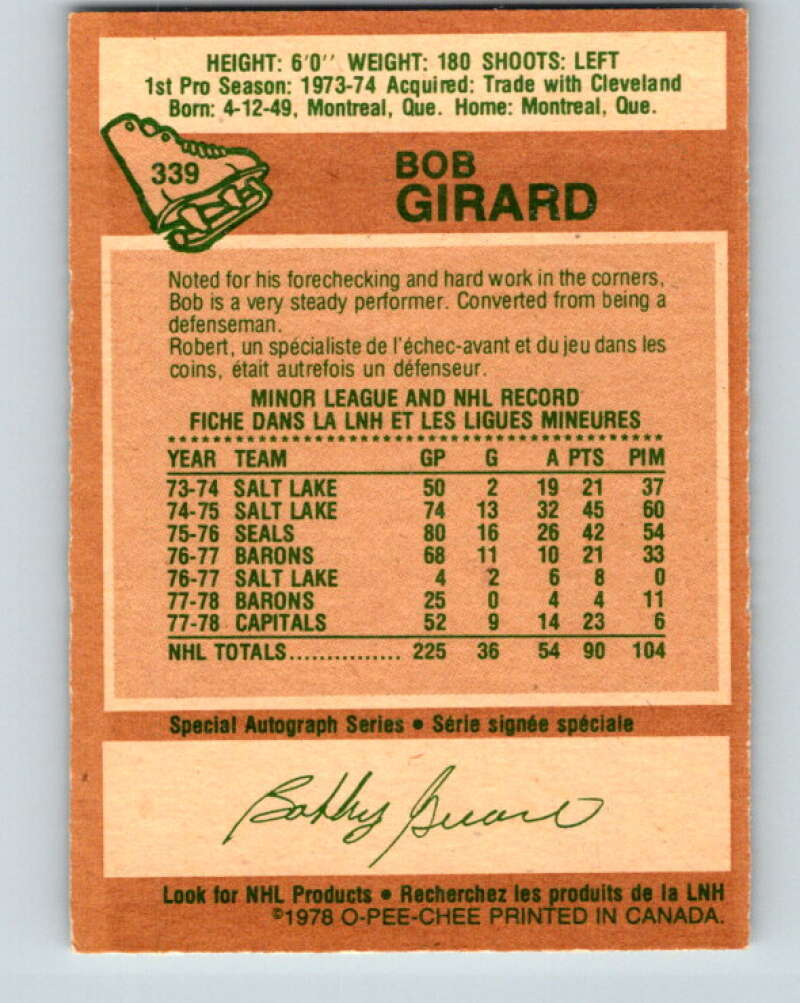 HEIGHT: 6'0'' WEIGHT: 180 SHOOTS: LEFT
1st Pro Season: 1973-74 Acquired: Trade with Cleveland
Born: 4-12-49, Montreal, Que. Home: Montreal, Que.
339
BOB
GIRARD
Noted for his forechecking and hard work in the corners,
Bob is a very steady performer. Converted from being a
defenseman.
Robert, un spécialiste de l'échec-avant et du jeu dans les
coins, était autrefois un défenseur.
MINOR LEAGUE AND NHL RECORD
FICHE DANS LA LNH ET LES LIGUES MINEURES
YEAR TEAM GP G A PTS PIM
73-74 SALT LAKE 50 2 19 21 37
74-75 SALT LAKE 74 13 32 45 60
75-76 SEALS 80 16 26 42 54
76-77 BARONS 68 11 10 21 33
76-77 SALT LAKE 4 2 6 8 0
77-78 BARONS 25 0 4 4 11
77-78 CAPITALS 52 9 14 23 6
NHL TOTALS............... 225 36 54 90 104
Special Autograph Series • Série signée spéciale
Bobby Girard
Look for NHL Products • Recherchez les produits de la LNH
©1978 O-PEE-CHEE PRINTED IN CANADA.